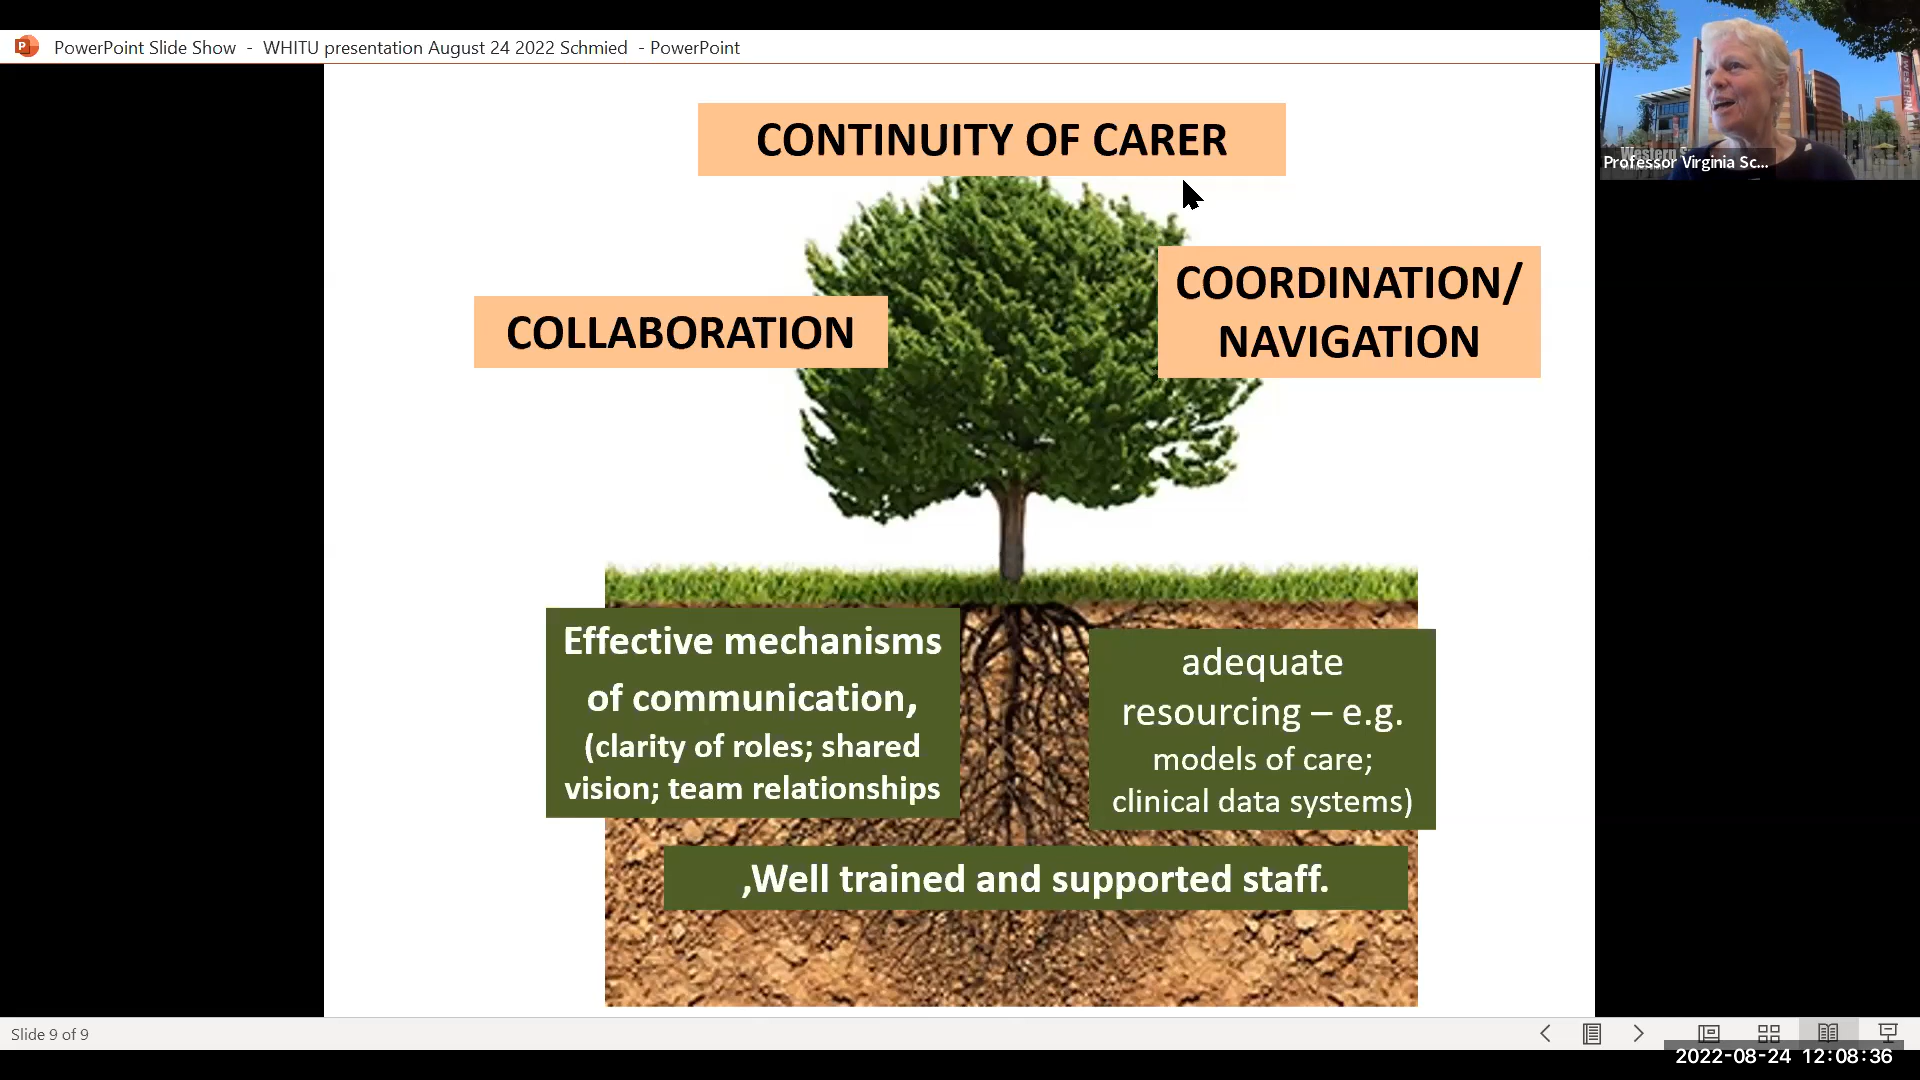 PowerPoint Slide Show - WHITU presentation August 24 2022 Schmied - PowerPoint
CONTINUITY OF CARER
Professor Virginia Sc...
COLLABORATION
COORDINATION/
NAVIGATION
Effective mechanisms
of communication,
(clarity of roles; shared
vision; team relationships
adequate
resourcing – e.g.
models of care;
clinical data systems)
,Well trained and supported staff.
Slide 9 of 9
2022-08-24 12:08:36